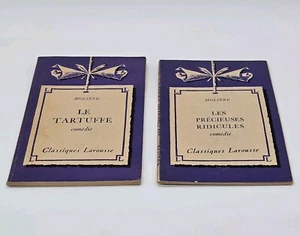 MOLIÈRE
LE
TARTUFFE
comédie
Classiques Larousse
MOLIÈRE
LES
PRÉCIEUSES
RIDICULES
comédie
Classiques Larousse